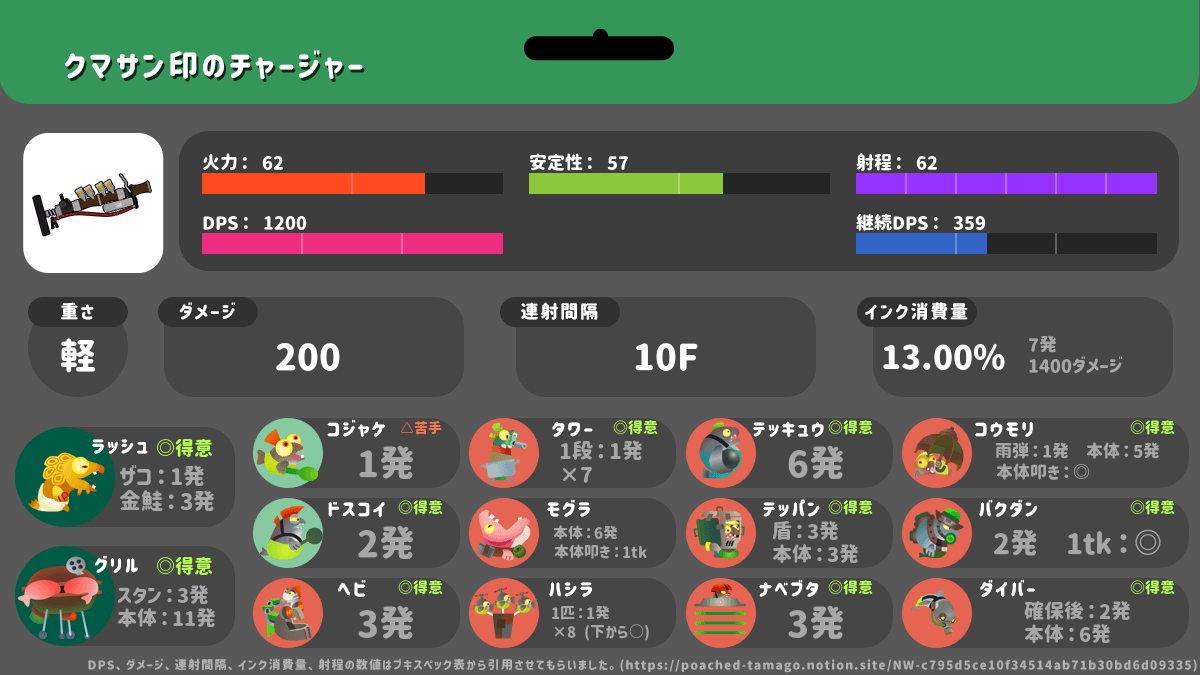 クマサン印のチャージャー
火力： 62
安定性： 57
射程： 62
DPS： 1200
継続DPS： 359
重さ
軽
ダメージ
200
連射間隔
10F
インク消費量
13.00%
7発
1400ダメージ
ラッシュ ◎得意
ザコ：1発
金鮭：3発
グリル ◎得意
スタン：3発
本体：11発
コジャケ △苦手
1発
ドスコイ ◎得意
2発
ヘビ ◎得意
3発
タワー ◎得意
1段：1発
×7
モグラ
本体：6発
本体叩き：1tk
ハシラ
1匹：1発
×8 (下から○)
テッキュウ ◎得意
6発
テッパン ◎得意
盾：3発
本体：3発
ナベブタ ◎得意
3発
コウモリ ◎得意
雨弾：1発 本体：5発
本体叩き：◎
バクダン ◎得意
2発 1tk：◎
ダイバー ◎得意
確保後：2発
本体：6発
DPS、ダメージ、連射間隔、インク消費量、射程の数値はブキスペック表から引用させてもらいました。(https://poached-tamago.notion.site/NW-c795d5ce10f34514ab71b30bd6d09335)